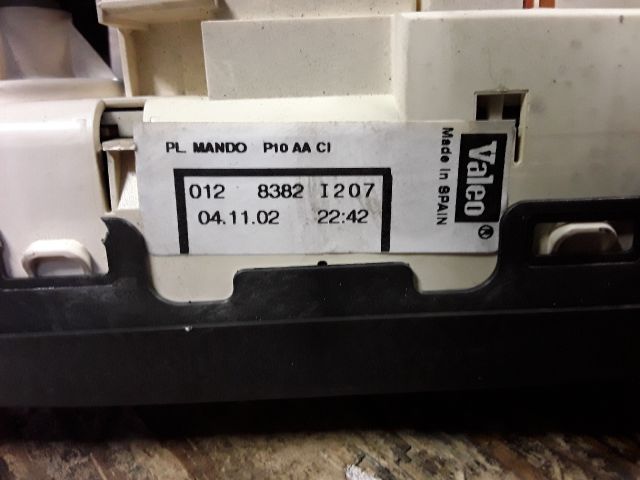 PL. MANDO P10 AA CI
012 8382 I207
04.11.02 22:42
Valeo ®
Made in SPAIN